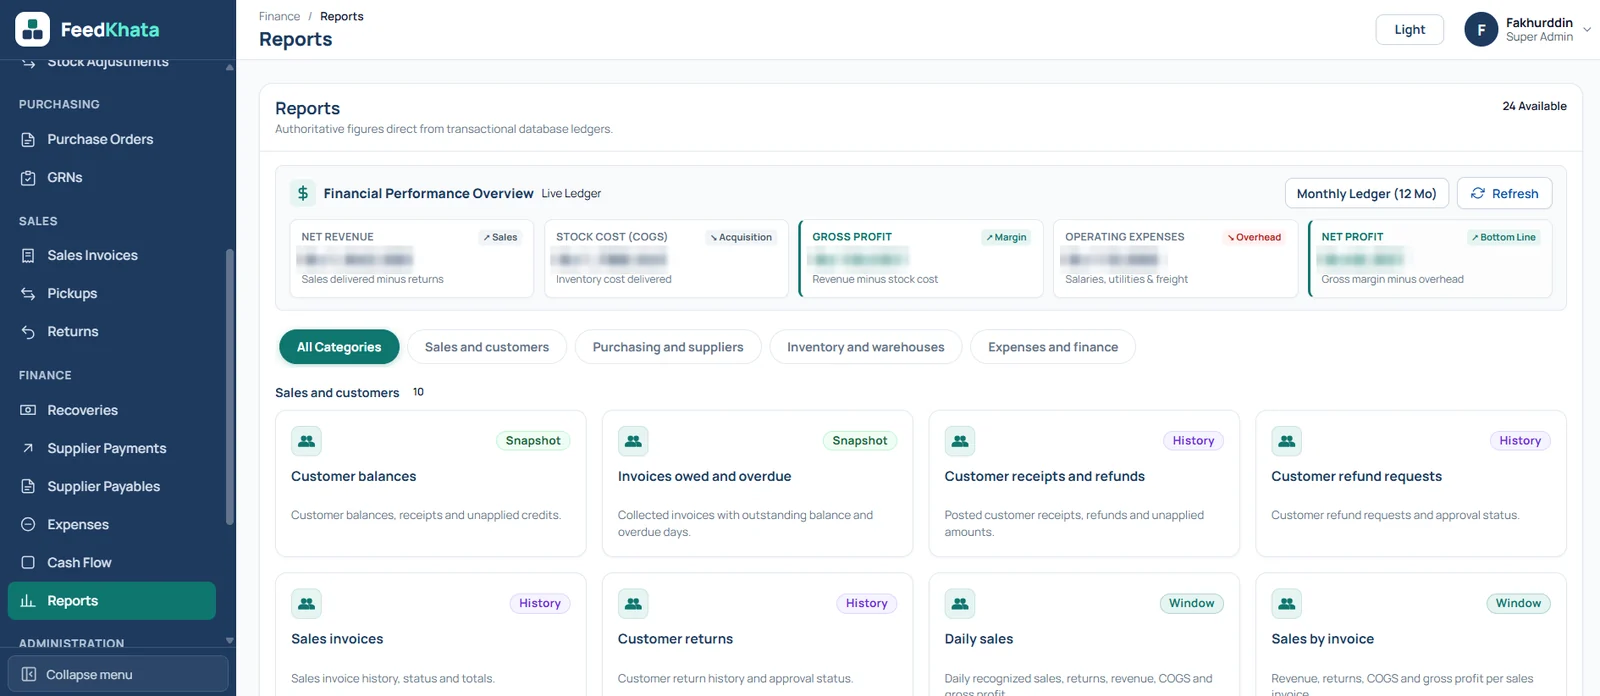 FeedKhata
Stock Adjustments
PURCHASING
Purchase Orders
GRNs
SALES
Sales Invoices
Pickups
Returns
FINANCE
Recoveries
Supplier Payments
Supplier Payables
Expenses
Cash Flow
Reports
ADMINISTRATION
Collapse menu
Finance / Reports
Reports
Light
F
Fakhurddin
Super Admin
Reports
24 Available
Authoritative figures direct from transactional database ledgers.
$ Financial Performance Overview Live Ledger
Monthly Ledger (12 Mo)
Refresh
NET REVENUE
↗ Sales
Sales delivered minus returns
STOCK COST (COGS)
↘ Acquisition
Inventory cost delivered
GROSS PROFIT
↗ Margin
Revenue minus stock cost
OPERATING EXPENSES
↘ Overhead
Salaries, utilities & freight
NET PROFIT
↗ Bottom Line
Gross margin minus overhead
All Categories
Sales and customers
Purchasing and suppliers
Inventory and warehouses
Expenses and finance
Sales and customers 10
Snapshot
Customer balances
Customer balances, receipts and unapplied credits.
Snapshot
Invoices owed and overdue
Collected invoices with outstanding balance and
overdue days.
History
Customer receipts and refunds
Posted customer receipts, refunds and unapplied
amounts.
History
Customer refund requests
Customer refund requests and approval status.
History
Sales invoices
Sales invoice history, status and totals.
History
Customer returns
Customer return history and approval status.
Window
Daily sales
Daily recognized sales, returns, revenue, COGS and
gross profit.
Window
Sales by invoice
Revenue, returns, COGS and gross profit per sales
invoice.